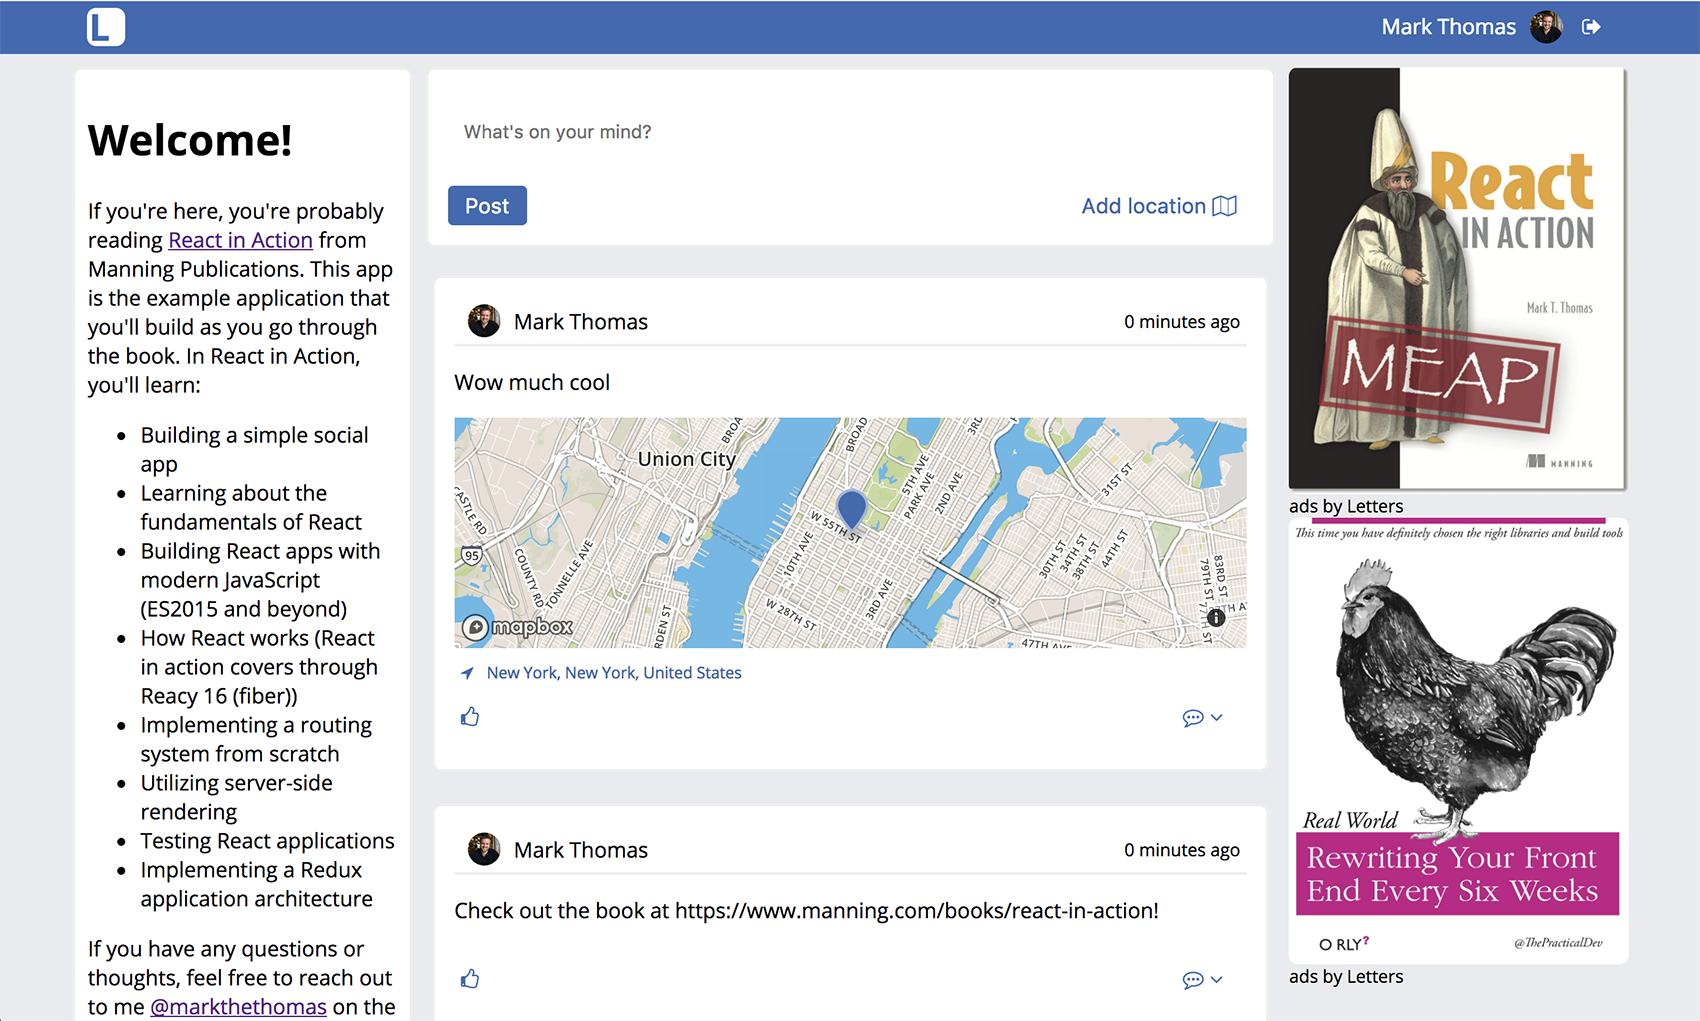 L
Mark Thomas
Welcome!
If you're here, you're probably
reading React in Action from
Manning Publications. This app
is the example application that
you'll build as you go through
the book. In React in Action,
you'll learn:
Building a simple social
app
Learning about the
fundamentals of React
Building React apps with
modern JavaScript
(ES2015 and beyond)
How React works (React
in action covers through
Reacy 16 (fiber))
Implementing a routing
system from scratch
Utilizing server-side
rendering
Testing React applications
Implementing a Redux
application architecture
If you have any questions or
thoughts, feel free to reach out
to me @markthethomas on the
What's on your mind?
Post
Add location
Mark Thomas
0 minutes ago
Wow much cool
Union City
BROA
BROAD
3RD
5TH AVE
PARK AVE
2ND AVE
31ST ST
CASTLE RD
95
COUNTY RD
TONNELLE AVE
W 55TH ST
10TH AVE
W 28TH ST
3RD AVE
30TH ST
34TH ST
38TH ST
44TH ST
83RD ST
79TH ST
77TH ST
TH A
47TH AVE
RDEN ST
mapbox
New York, New York, United States
Mark Thomas
0 minutes ago
Check out the book at https://www.manning.com/books/react-in-action!
React
IN ACTION
Mark T. Thomas
MEAP
MANNING
ads by Letters
This time you have definitely chosen the right libraries and build tools
Real World
Rewriting Your Front
End Every Six Weeks
O RLY?
@ThePracticalDev
ads by Letters